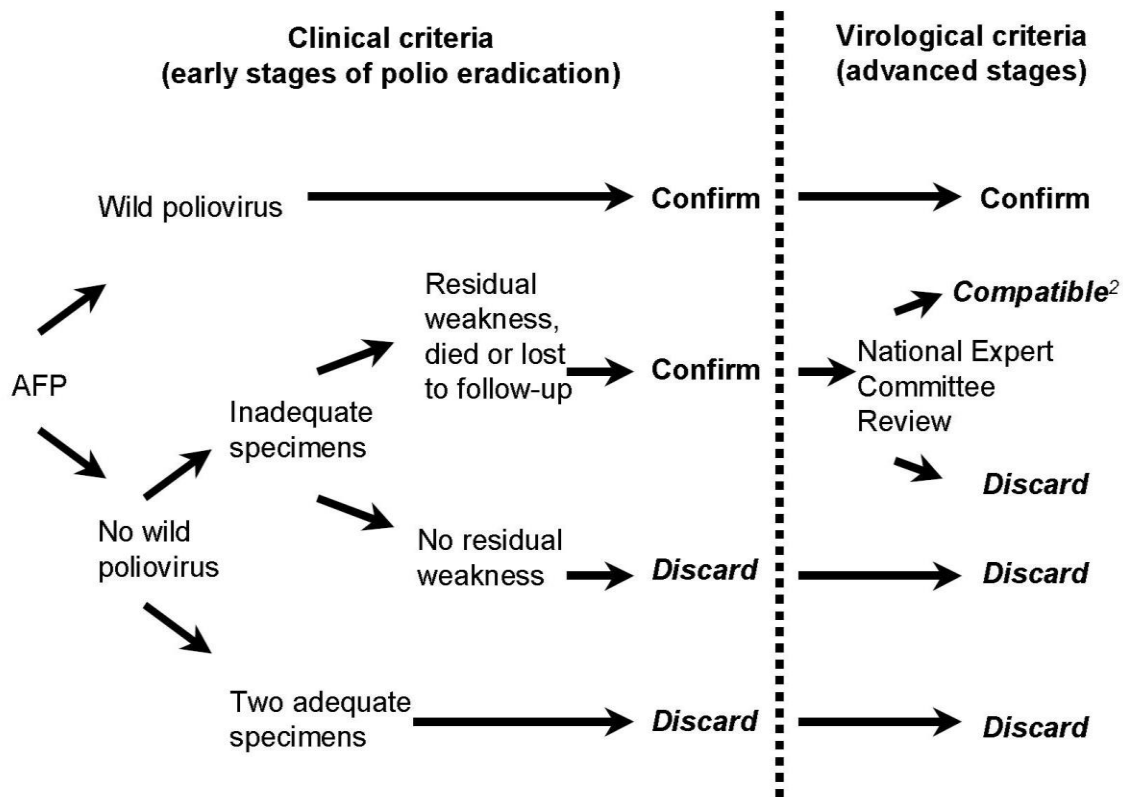 Clinical criteria
(early stages of polio eradication)
Virological criteria
(advanced stages)
Wild poliovirus
Confirm
Confirm
AFP
Residual
weakness,
died or lost
to follow-up
Confirm
Compatible2
National Expert
Committee
Review
Discard
Inadequate
specimens
No wild
poliovirus
No residual
weakness
Discard
Discard
Two adequate
specimens
Discard
Discard